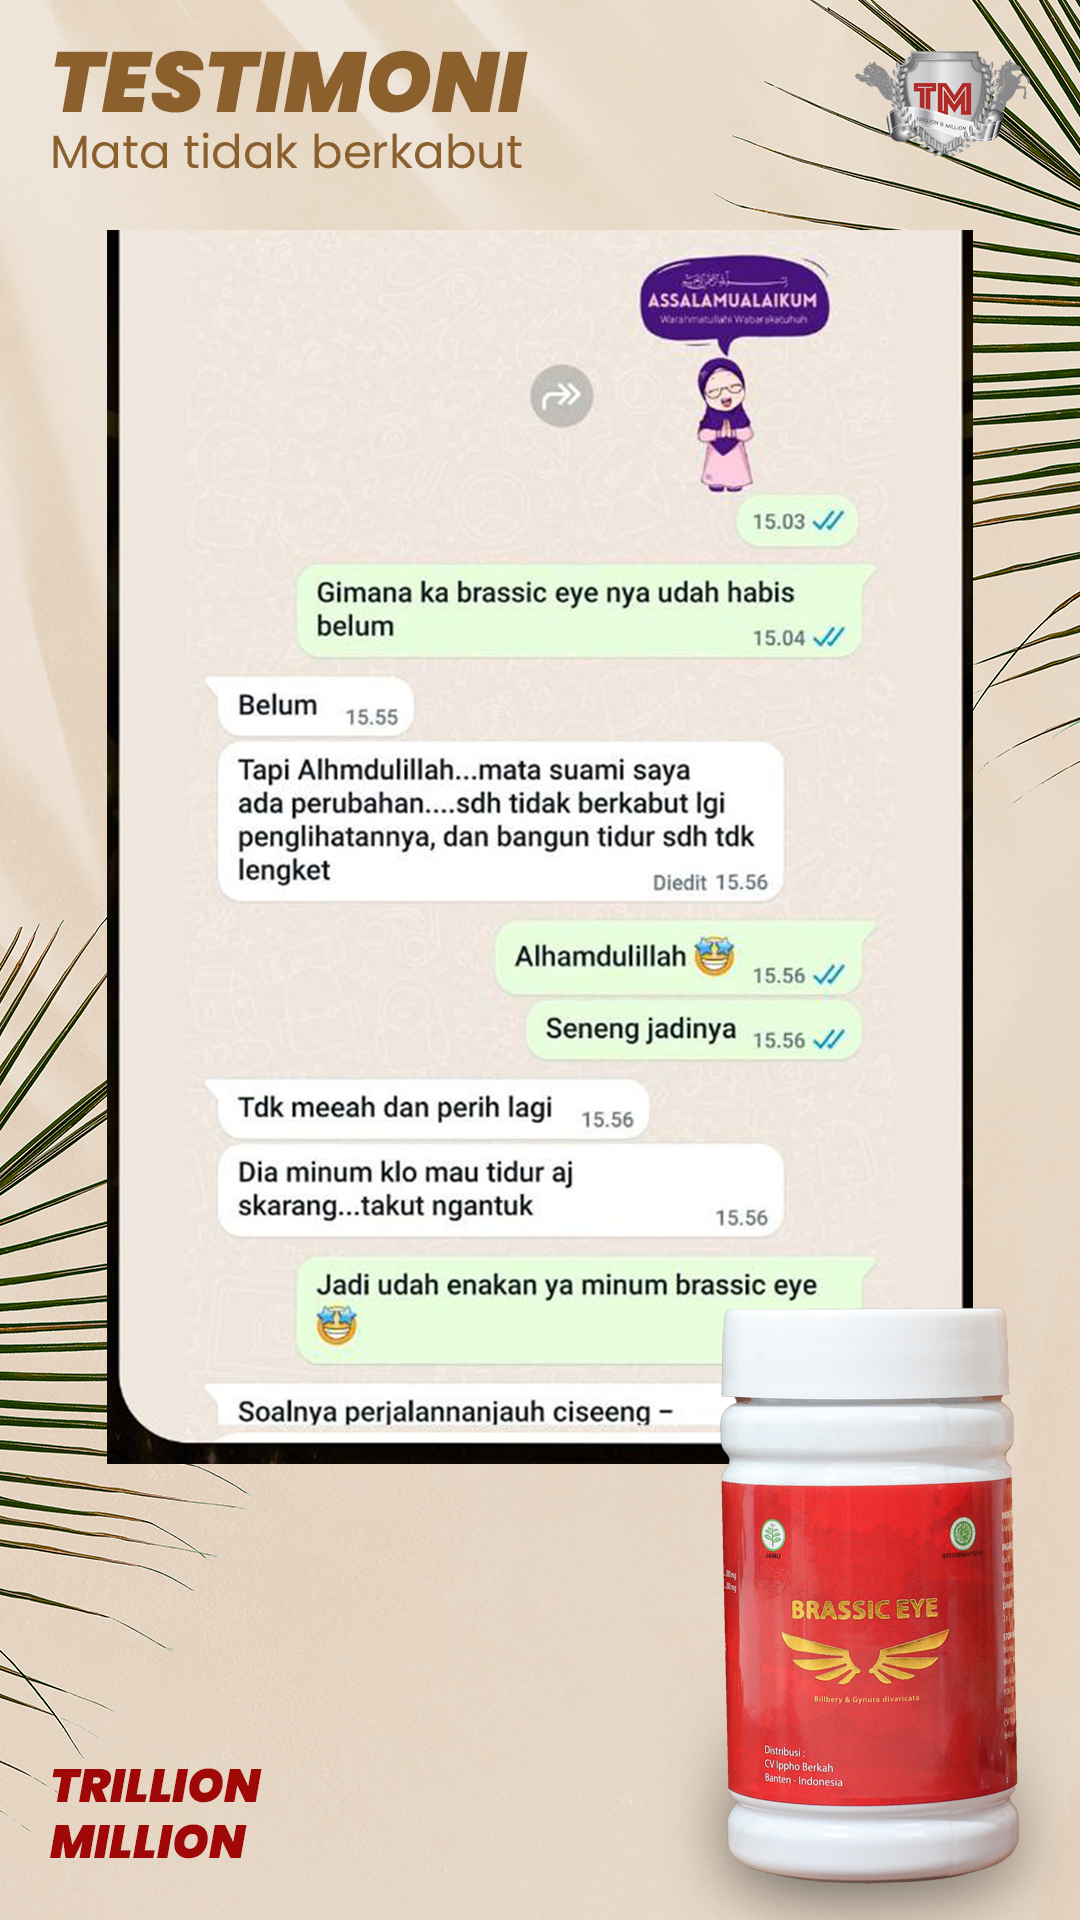 TESTIMONI
Mata tidak berkabut
TM
TRILLION & MILLION
ASSALAMUALAIKUM
Warahmatullahi Wabarakatuhuh
15.03
Gimana ka brassic eye nya udah habis
belum
15.04
Belum
15.55
Tapi Alhmdulillah...mata suami saya
ada perubahan....sdh tidak berkabut lgi
penglihatannya, dan bangun tidur sdh tdk
lengket
Diedit 15.56
Alhamdulillah 🤩
15.56
Seneng jadinya
15.56
Tdk meeah dan perih lagi
15.56
Dia minum klo mau tidur aj
skarang...takut ngantuk
15.56
Jadi udah enakan ya minum brassic eye
🤩
Soalnya perjalannanjauh ciseeng –
JAMU
BRASSIC EYE
Billbery & Gynura divaricata
Distribusi :
CV Ippho Berkah
Banten - Indonesia
TRILLION
MILLION